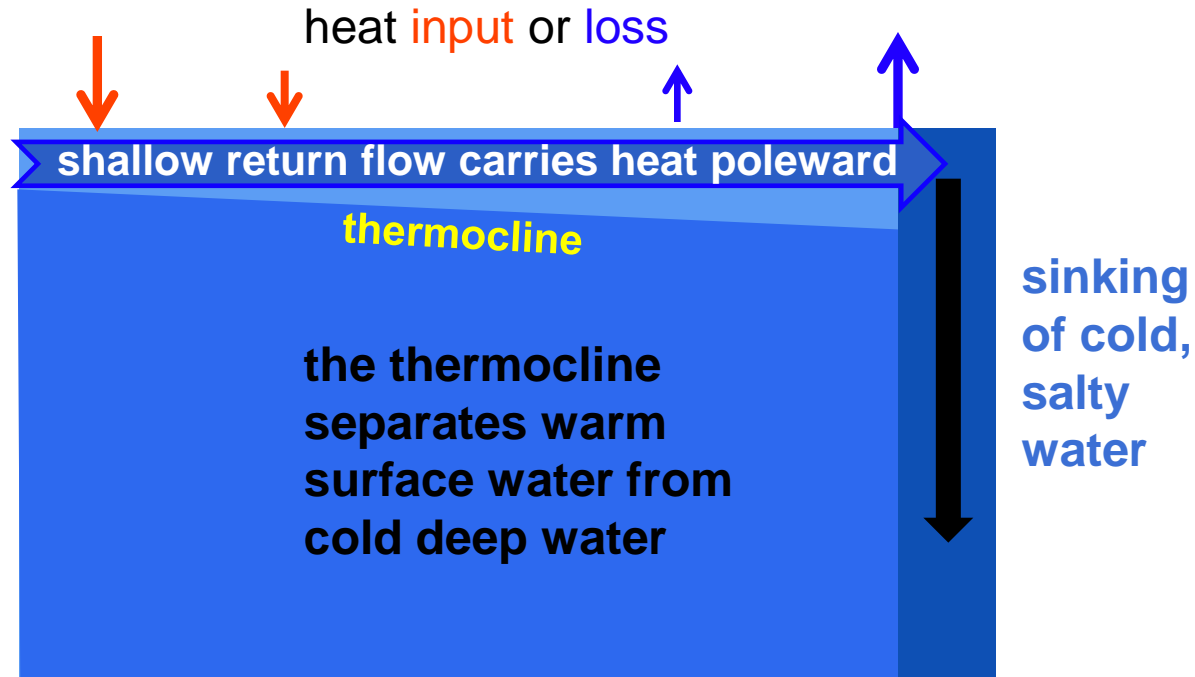 heat input or loss
shallow return flow carries heat poleward
thermocline
the thermocline
separates warm
surface water from
cold deep water
sinking
of cold,
salty
water